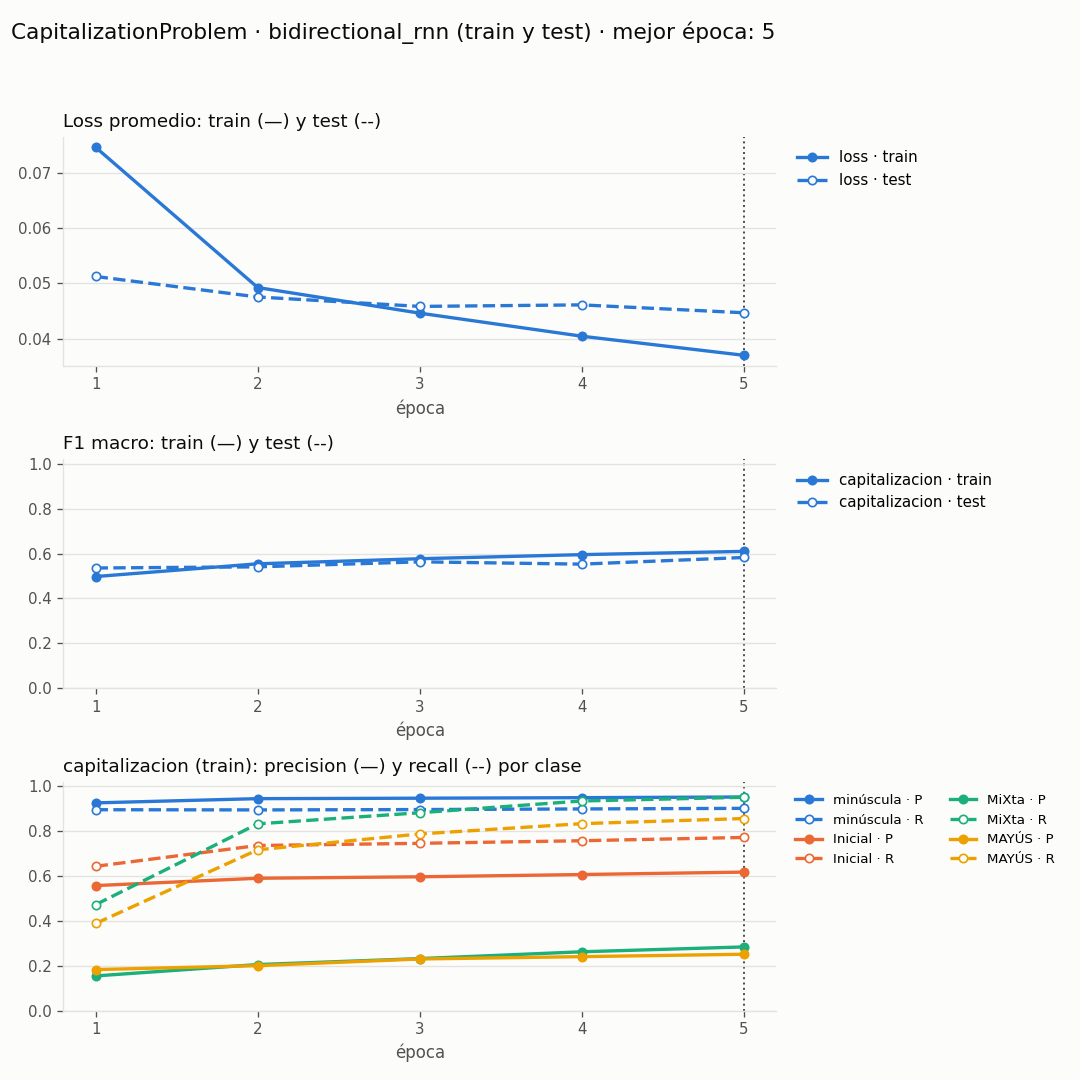 CapitalizationProblem · bidirectional_rnn (train y test) · mejor época: 5
Loss promedio: train (—) y test (--)
0.07
0.06
0.05
0.04
1 2 3 4 5
época
loss · train
loss · test
F1 macro: train (—) y test (--)
1.0
0.8
0.6
0.4
0.2
0.0
1 2 3 4 5
época
capitalizacion · train
capitalizacion · test
capitalizacion (train): precision (—) y recall (--) por clase
1.0
0.8
0.6
0.4
0.2
0.0
1 2 3 4 5
época
minúscula · P
minúscula · R
Inicial · P
Inicial · R
MiXta · P
MiXta · R
MAYÚS · P
MAYÚS · R